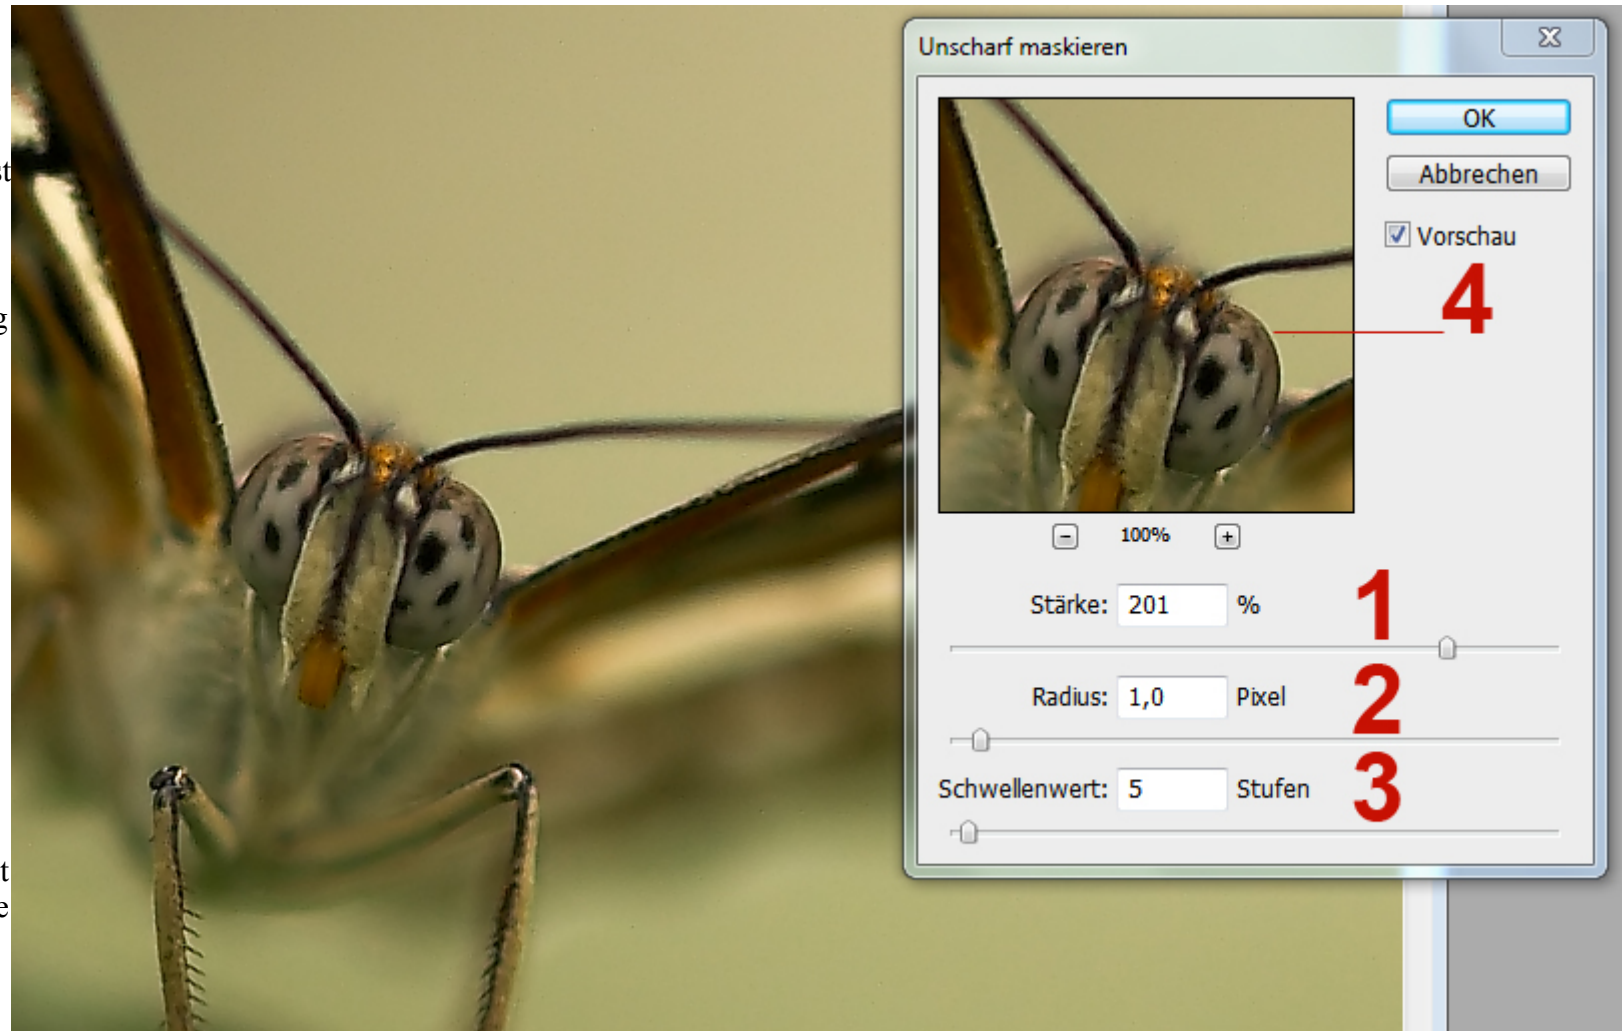 Unscharf maskieren
OK
Abbrechen
Vorschau
4
100%
Stärke: 201 %
1
Radius: 1,0 Pixel
2
Schwellenwert: 5 Stufen
3
st
g
t
e